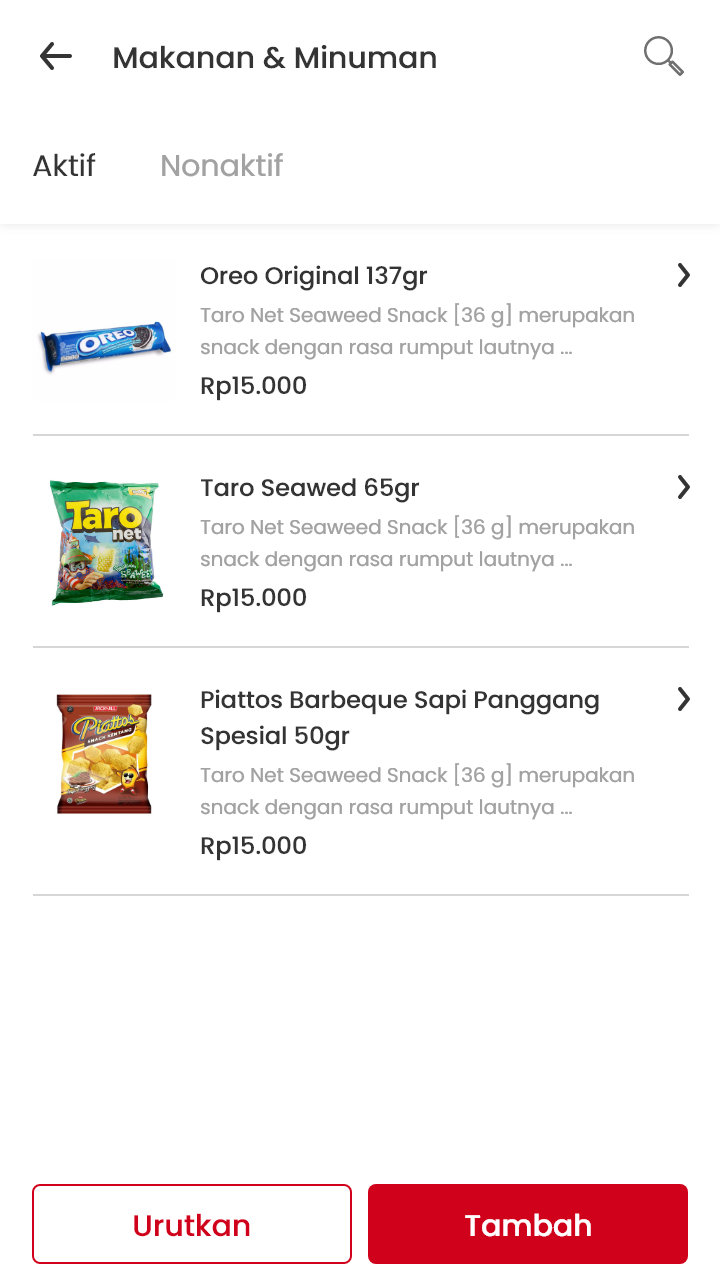 Makanan & Minuman
Aktif
Nonaktif
Oreo Original 137gr
Taro Net Seaweed Snack [36 g] merupakan
snack dengan rasa rumput lautnya ...
Rp15.000
OREO
Taro Seawed 65gr
Taro Net Seaweed Snack [36 g] merupakan
snack dengan rasa rumput lautnya ...
Rp15.000
Taro
net
Piattos Barbeque Sapi Panggang
Spesial 50gr
Taro Net Seaweed Snack [36 g] merupakan
snack dengan rasa rumput lautnya ...
Rp15.000
Piattos
SNACK KENTANG
Urutkan
Tambah